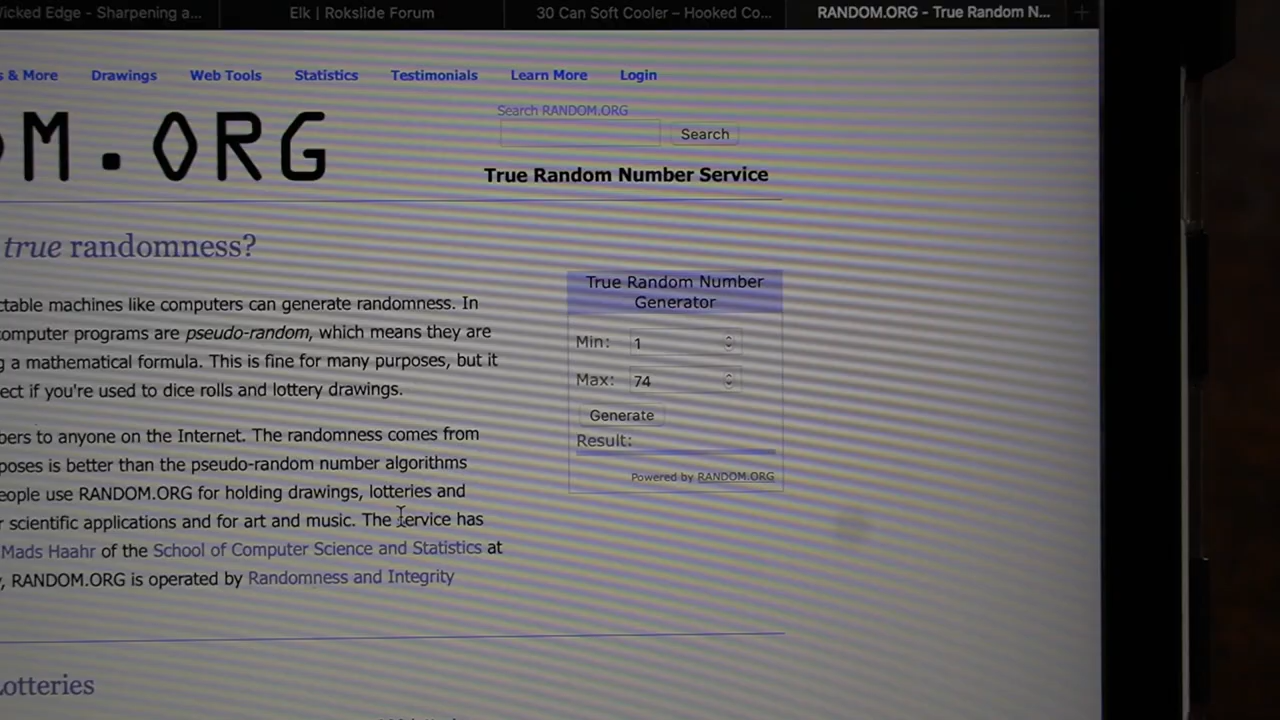 Wicked Edge - Sharpening a...
Elk | Rokslide Forum
30 Can Soft Cooler – Hooked Co...
RANDOM.ORG - True Random N...
s & More
Drawings
Web Tools
Statistics
Testimonials
Learn More
Login
Search RANDOM.ORG
Search
OM.ORG
True Random Number Service
true randomness?
ctable machines like computers can generate randomness. In
computer programs are pseudo-random, which means they are
g a mathematical formula. This is fine for many purposes, but it
ect if you're used to dice rolls and lottery drawings.
bers to anyone on the Internet. The randomness comes from
poses is better than the pseudo-random number algorithms
eople use RANDOM.ORG for holding drawings, lotteries and
r scientific applications and for art and music. The service has
Mads Haahr of the School of Computer Science and Statistics at
, RANDOM.ORG is operated by Randomness and Integrity
True Random Number
Generator
Min: 1
Max: 74
Generate
Result:
Powered by RANDOM.ORG
Lotteries